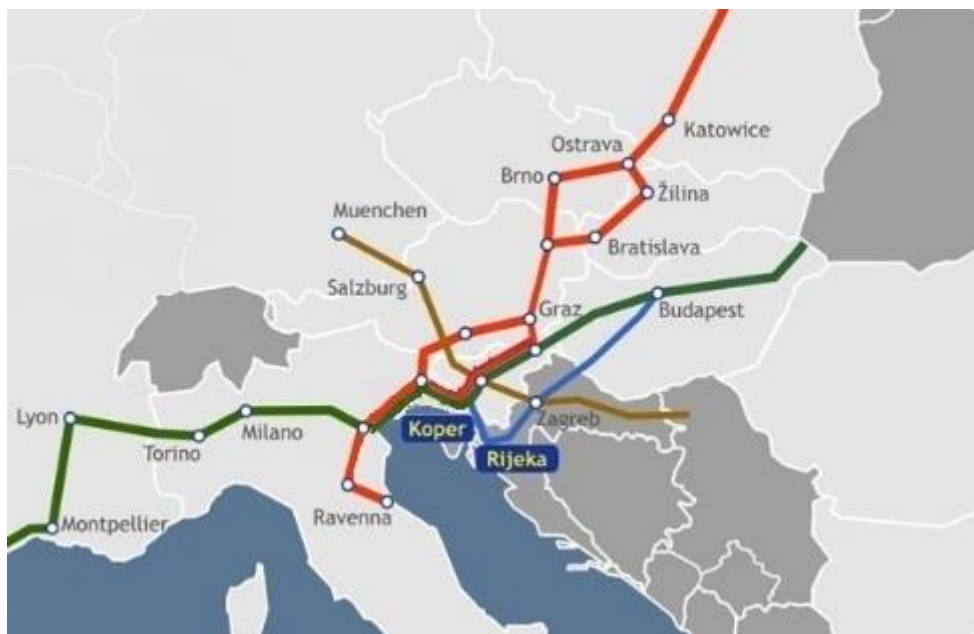 Katowice
Ostrava
Brno
Žilina
Muenchen
Bratislava
Salzburg
Graz
Budapest
Lyon
Milano
Koper
Zagreb
Torino
Rijeka
Ravenna
Montpellier